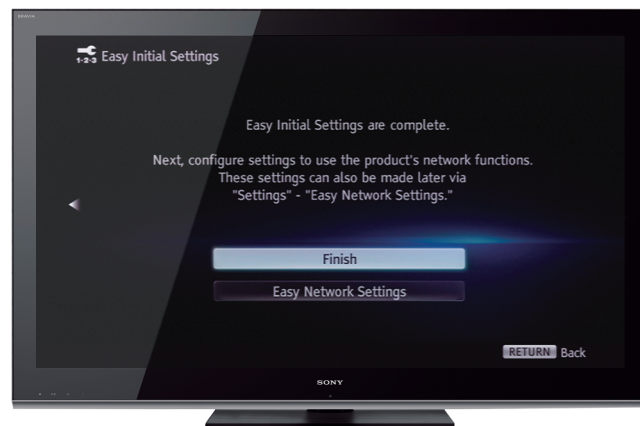 BRAVIA
1-2-3 Easy Initial Settings
Easy Initial Settings are complete.
Next, configure settings to use the product's network functions.
These settings can also be made later via
"Settings" - "Easy Network Settings."
Finish
Easy Network Settings
RETURN Back
SONY